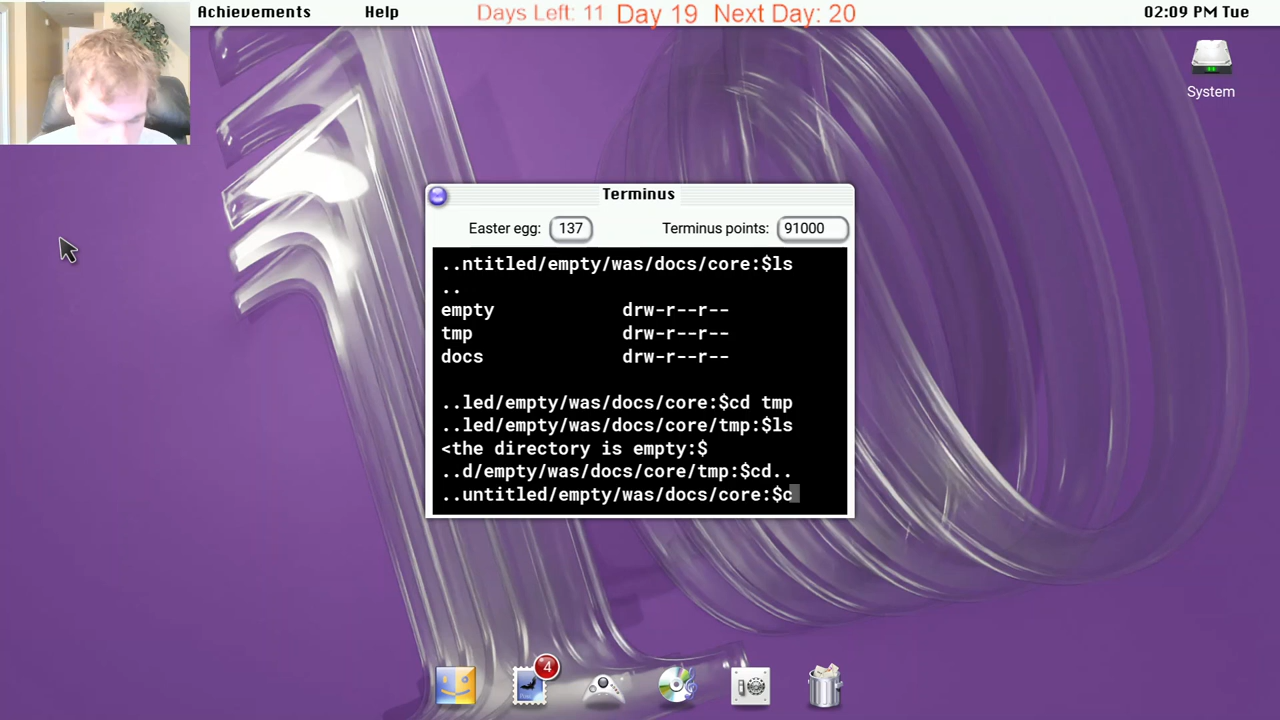 Achievements Help Days Left: 11 Day 19 Next Day: 20 02:09 PM Tue
System
Terminus
Easter egg: 137 Terminus points: 91000
..ntitled/empty/was/docs/core:$ls
..
empty drw-r--r--
tmp drw-r--r--
docs drw-r--r--
..led/empty/was/docs/core:$cd tmp
..led/empty/was/docs/core/tmp:$ls
<the directory is empty:$
..d/empty/was/docs/core/tmp:$cd..
..untitled/empty/was/docs/core:$c
4